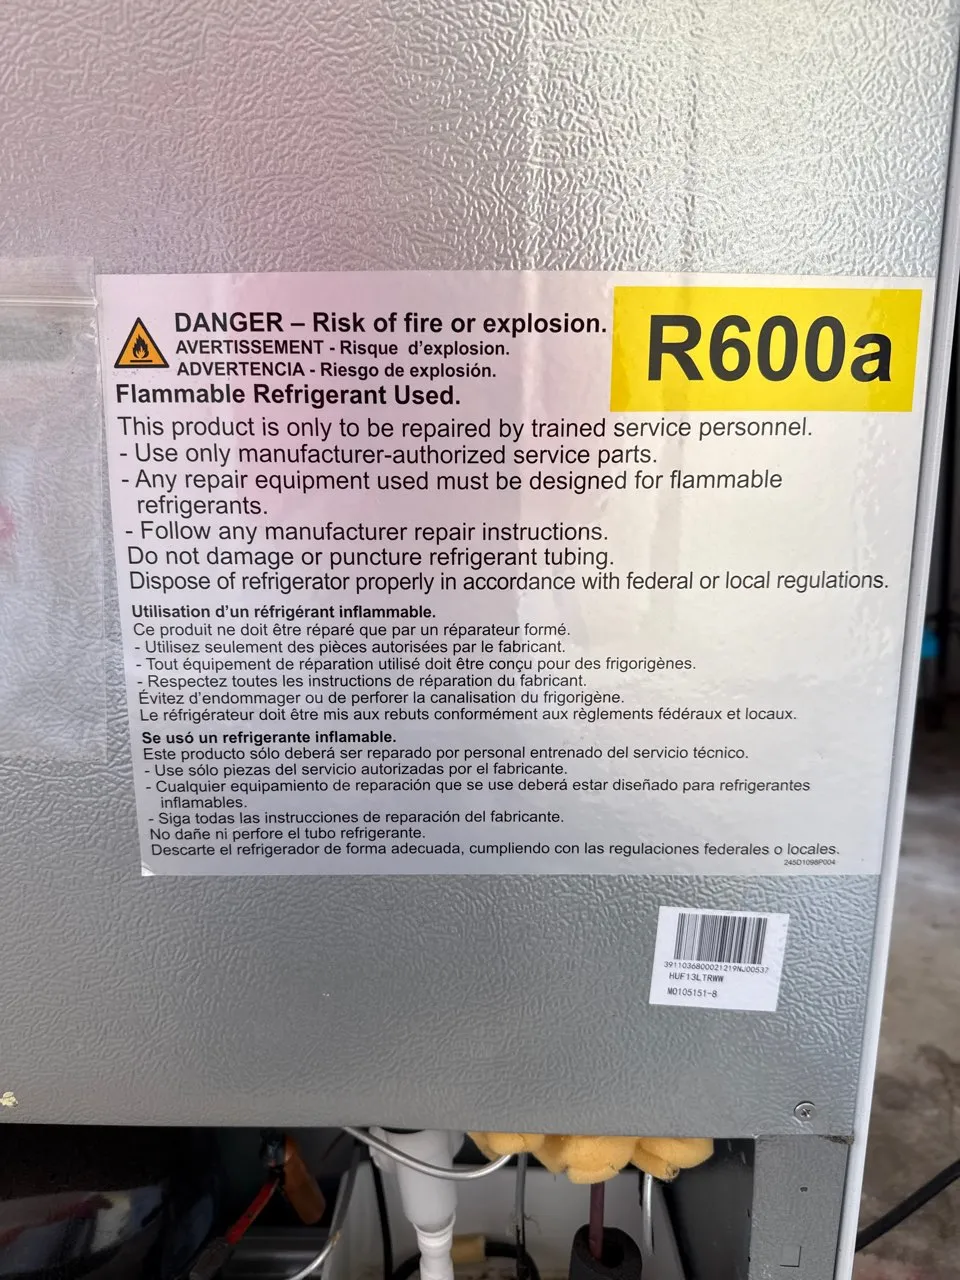 DANGER – Risk of fire or explosion.
AVERTISSEMENT - Risque d'explosion.
ADVERTENCIA - Riesgo de explosión.
R600a
Flammable Refrigerant Used.
This product is only to be repaired by trained service personnel.
- Use only manufacturer-authorized service parts.
- Any repair equipment used must be designed for flammable
refrigerants.
- Follow any manufacturer repair instructions.
Do not damage or puncture refrigerant tubing.
Dispose of refrigerator properly in accordance with federal or local regulations.
Utilisation d'un réfrigérant inflammable.
Ce produit ne doit être réparé que par un réparateur formé.
- Utilisez seulement des pièces autorisées par le fabricant.
- Tout équipement de réparation utilisé doit être conçu pour des frigorigènes.
- Respectez toutes les instructions de réparation du fabricant.
Évitez d'endommager ou de perforer la canalisation du frigorigène.
Le réfrigérateur doit être mis aux rebuts conformément aux règlements fédéraux et locaux.
Se usó un refrigerante inflamable.
Este producto sólo deberá ser reparado por personal entrenado del servicio técnico.
- Use sólo piezas del servicio autorizadas por el fabricante.
- Cualquier equipamiento de reparación que se use deberá estar diseñado para refrigerantes
inflamables.
- Siga todas las instrucciones de reparación del fabricante.
No dañe ni perfore el tubo refrigerante.
Descarte el refrigerador de forma adecuada, cumpliendo con las regulaciones federales o locales.
245D1098P004
3911036800021219NJ00537
HUF13LTRWW
M0105151-8